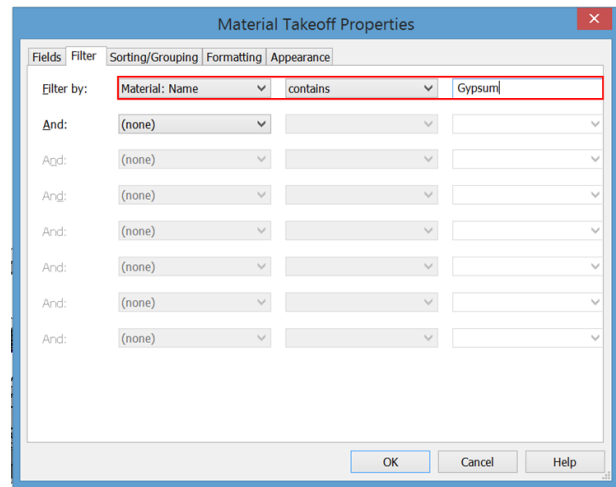 Material Takeoff Properties
Fields Filter Sorting/Grouping Formatting Appearance
Filter by: Material: Name contains Gypsum
And: (none)
And: (none)
And: (none)
And: (none)
And: (none)
And: (none)
And: (none)
OK Cancel Help